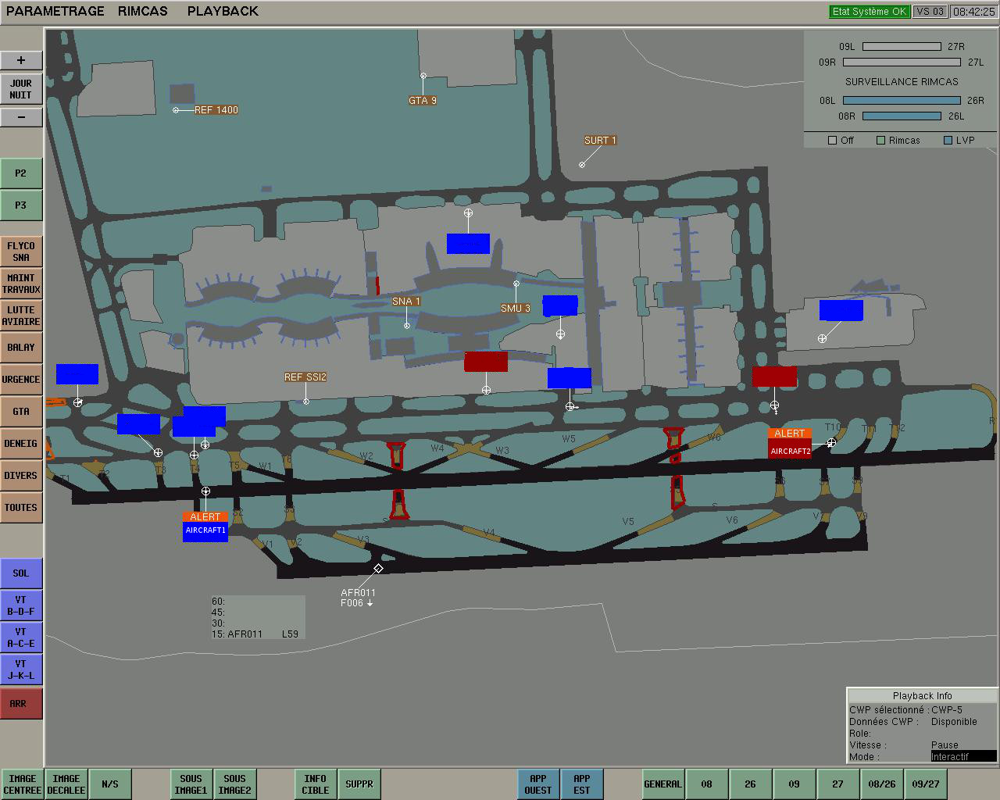 PARAMETRAGE RIMCAS PLAYBACK
Etat Système OK VS 03 08:42:25
+
JOUR
NUIT
−
P2
P3
FLYCO
SNA
MAINT
TRAVAUX
LUTTE
AVIAIRE
BALAY
URGENCE
GTA
DENEIG
DIVERS
TOUTES
SOL
VT
B-D-F
VT
A-C-E
VT
J-K-L
ARR
09L 27R
09R 27L
SURVEILLANCE RIMCAS
08L 26R
08R 26L
Off Rimcas LVP
GTA 9
REF 1400
SURT 1
SNA 1
SMU 3
REF SSI2
W5
W6
T10
T11
ALERT
AIRCRAFT2
R
W2
W4
W3
T1
T3
T4
T5
W1
ALERT
AIRCRAFT1
S
S
V5
V6
V1
V2
V3
V4
AFR011
F006 ↓
60:
45:
30:
15: AFR011 L59
Playback Info
CWP sélectionné : CWP-5
Données CWP : Disponible
Role:
Vitesse : Pause
Mode : Interactif
IMAGE
CENTREE
IMAGE
DECALEE
N/S
SOUS
IMAGE1
SOUS
IMAGE2
INFO
CIBLE
SUPPR
APP
OUEST
APP
EST
GENERAL
08
26
09
27
08/26
09/27